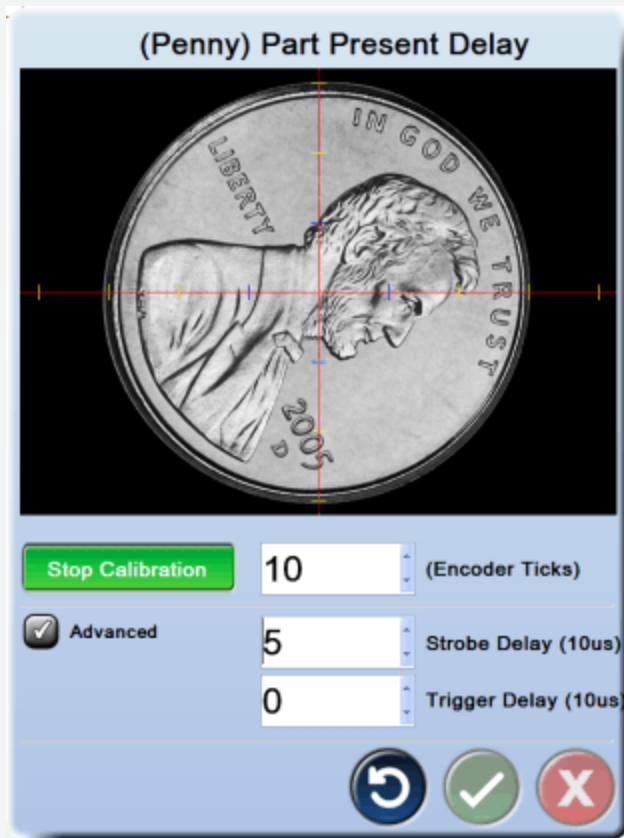 (Penny) Part Present Delay
IN GOD WE TRUST
LIBERTY
2005
D
Stop Calibration
10
(Encoder Ticks)
Advanced
5
Strobe Delay (10us)
0
Trigger Delay (10us)